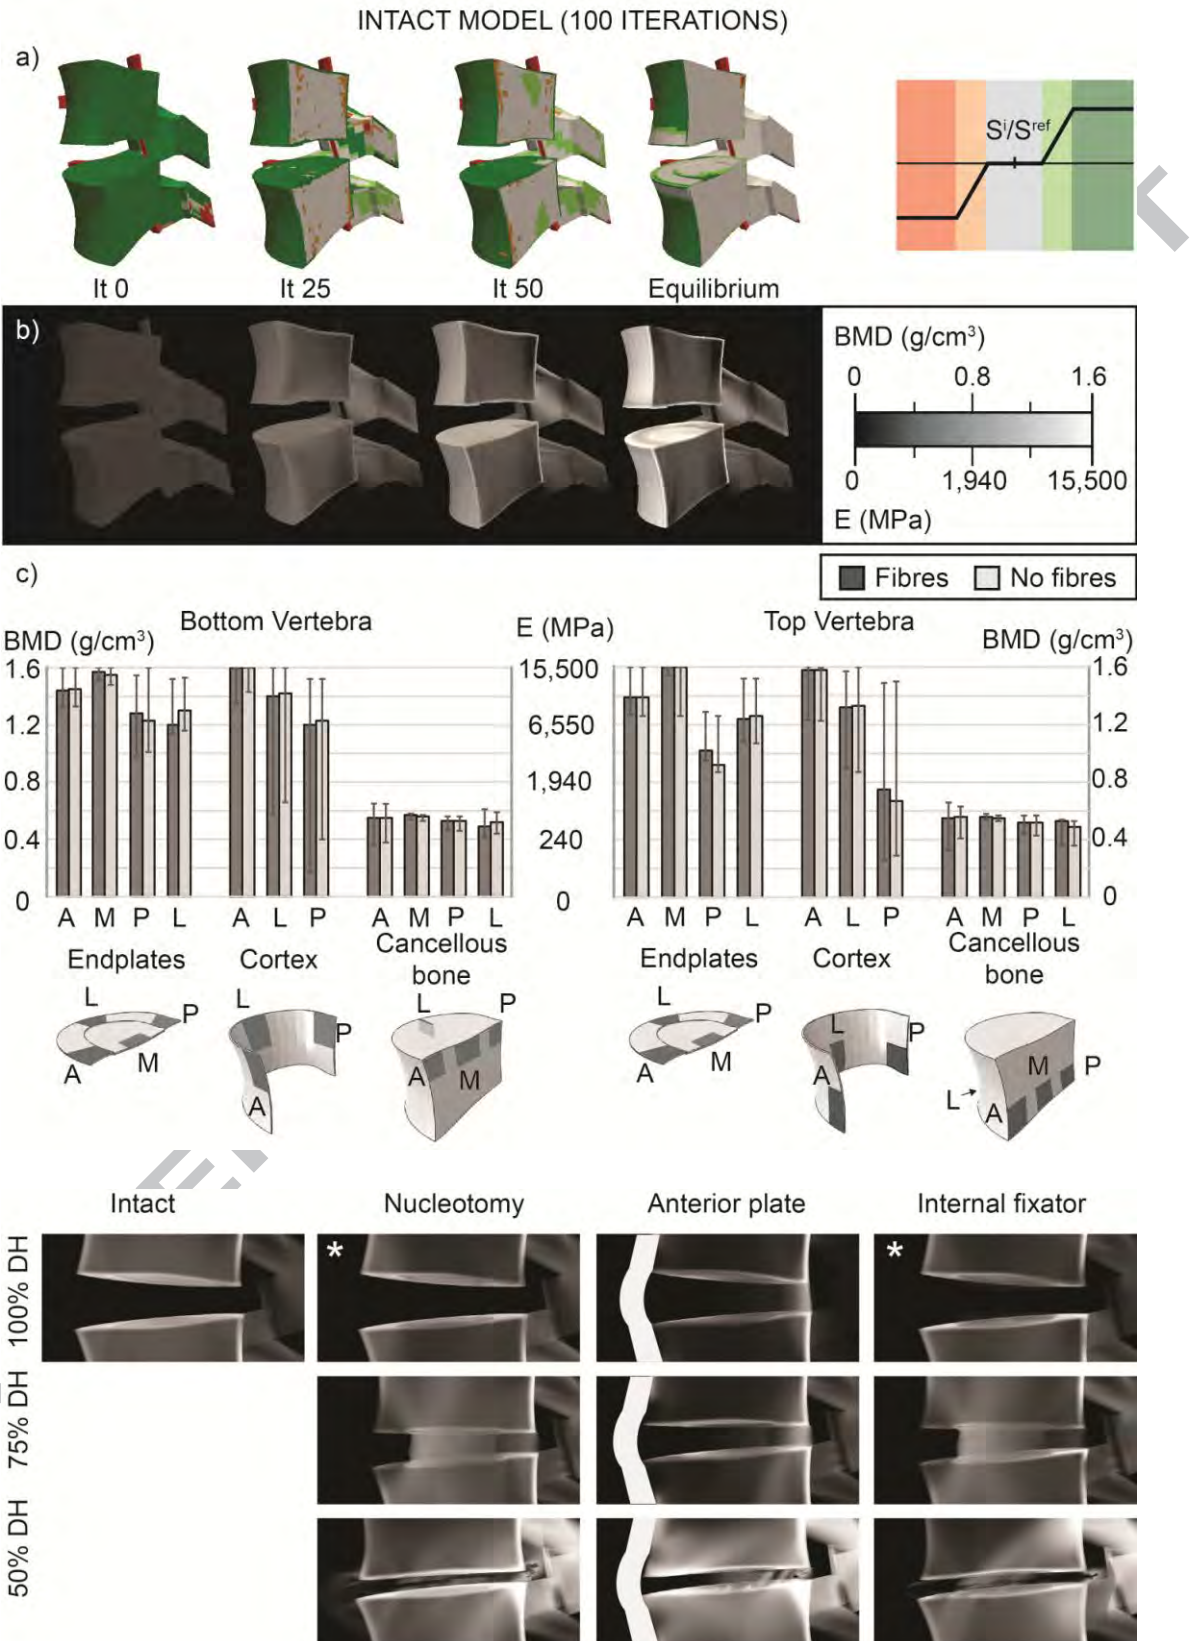 INTACT MODEL (100 ITERATIONS)
a)
Sⁱ/Sʳᵉᶠ
It 0 It 25 It 50 Equilibrium
b)
BMD (g/cm³)
0 0.8 1.6
0 1,940 15,500
E (MPa)
c)
Fibres No fibres
Bottom Vertebra
BMD (g/cm³)
1.6
1.2
0.8
0.4
0
A M P L A L P A M P L
Endplates Cortex Cancellous bone
L P A M
L P A
L P A M
E (MPa)
15,500
6,550
1,940
240
0
Top Vertebra
BMD (g/cm³)
1.6
1.2
0.8
0.4
0
A M P L A L P A M P L
Endplates Cortex Cancellous bone
L P A M
L P A
M P L A
Intact Nucleotomy Anterior plate Internal fixator
100% DH
* *
75% DH
50% DH